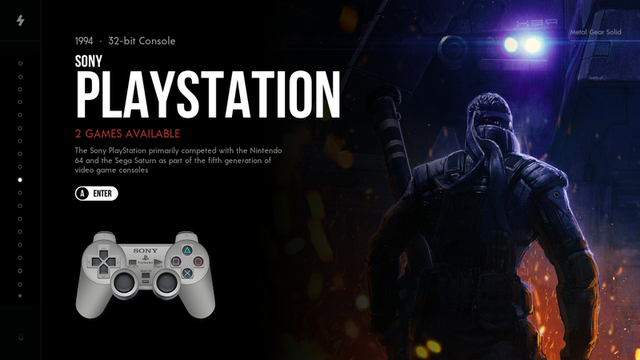 1994 · 32-bit Console
Metal Gear Solid
SONY
PLAYSTATION
2 GAMES AVAILABLE
The Sony PlayStation primarily competed with the Nintendo
64 and the Sega Saturn as part of the fifth generation of
video game consoles
A ENTER
SONY